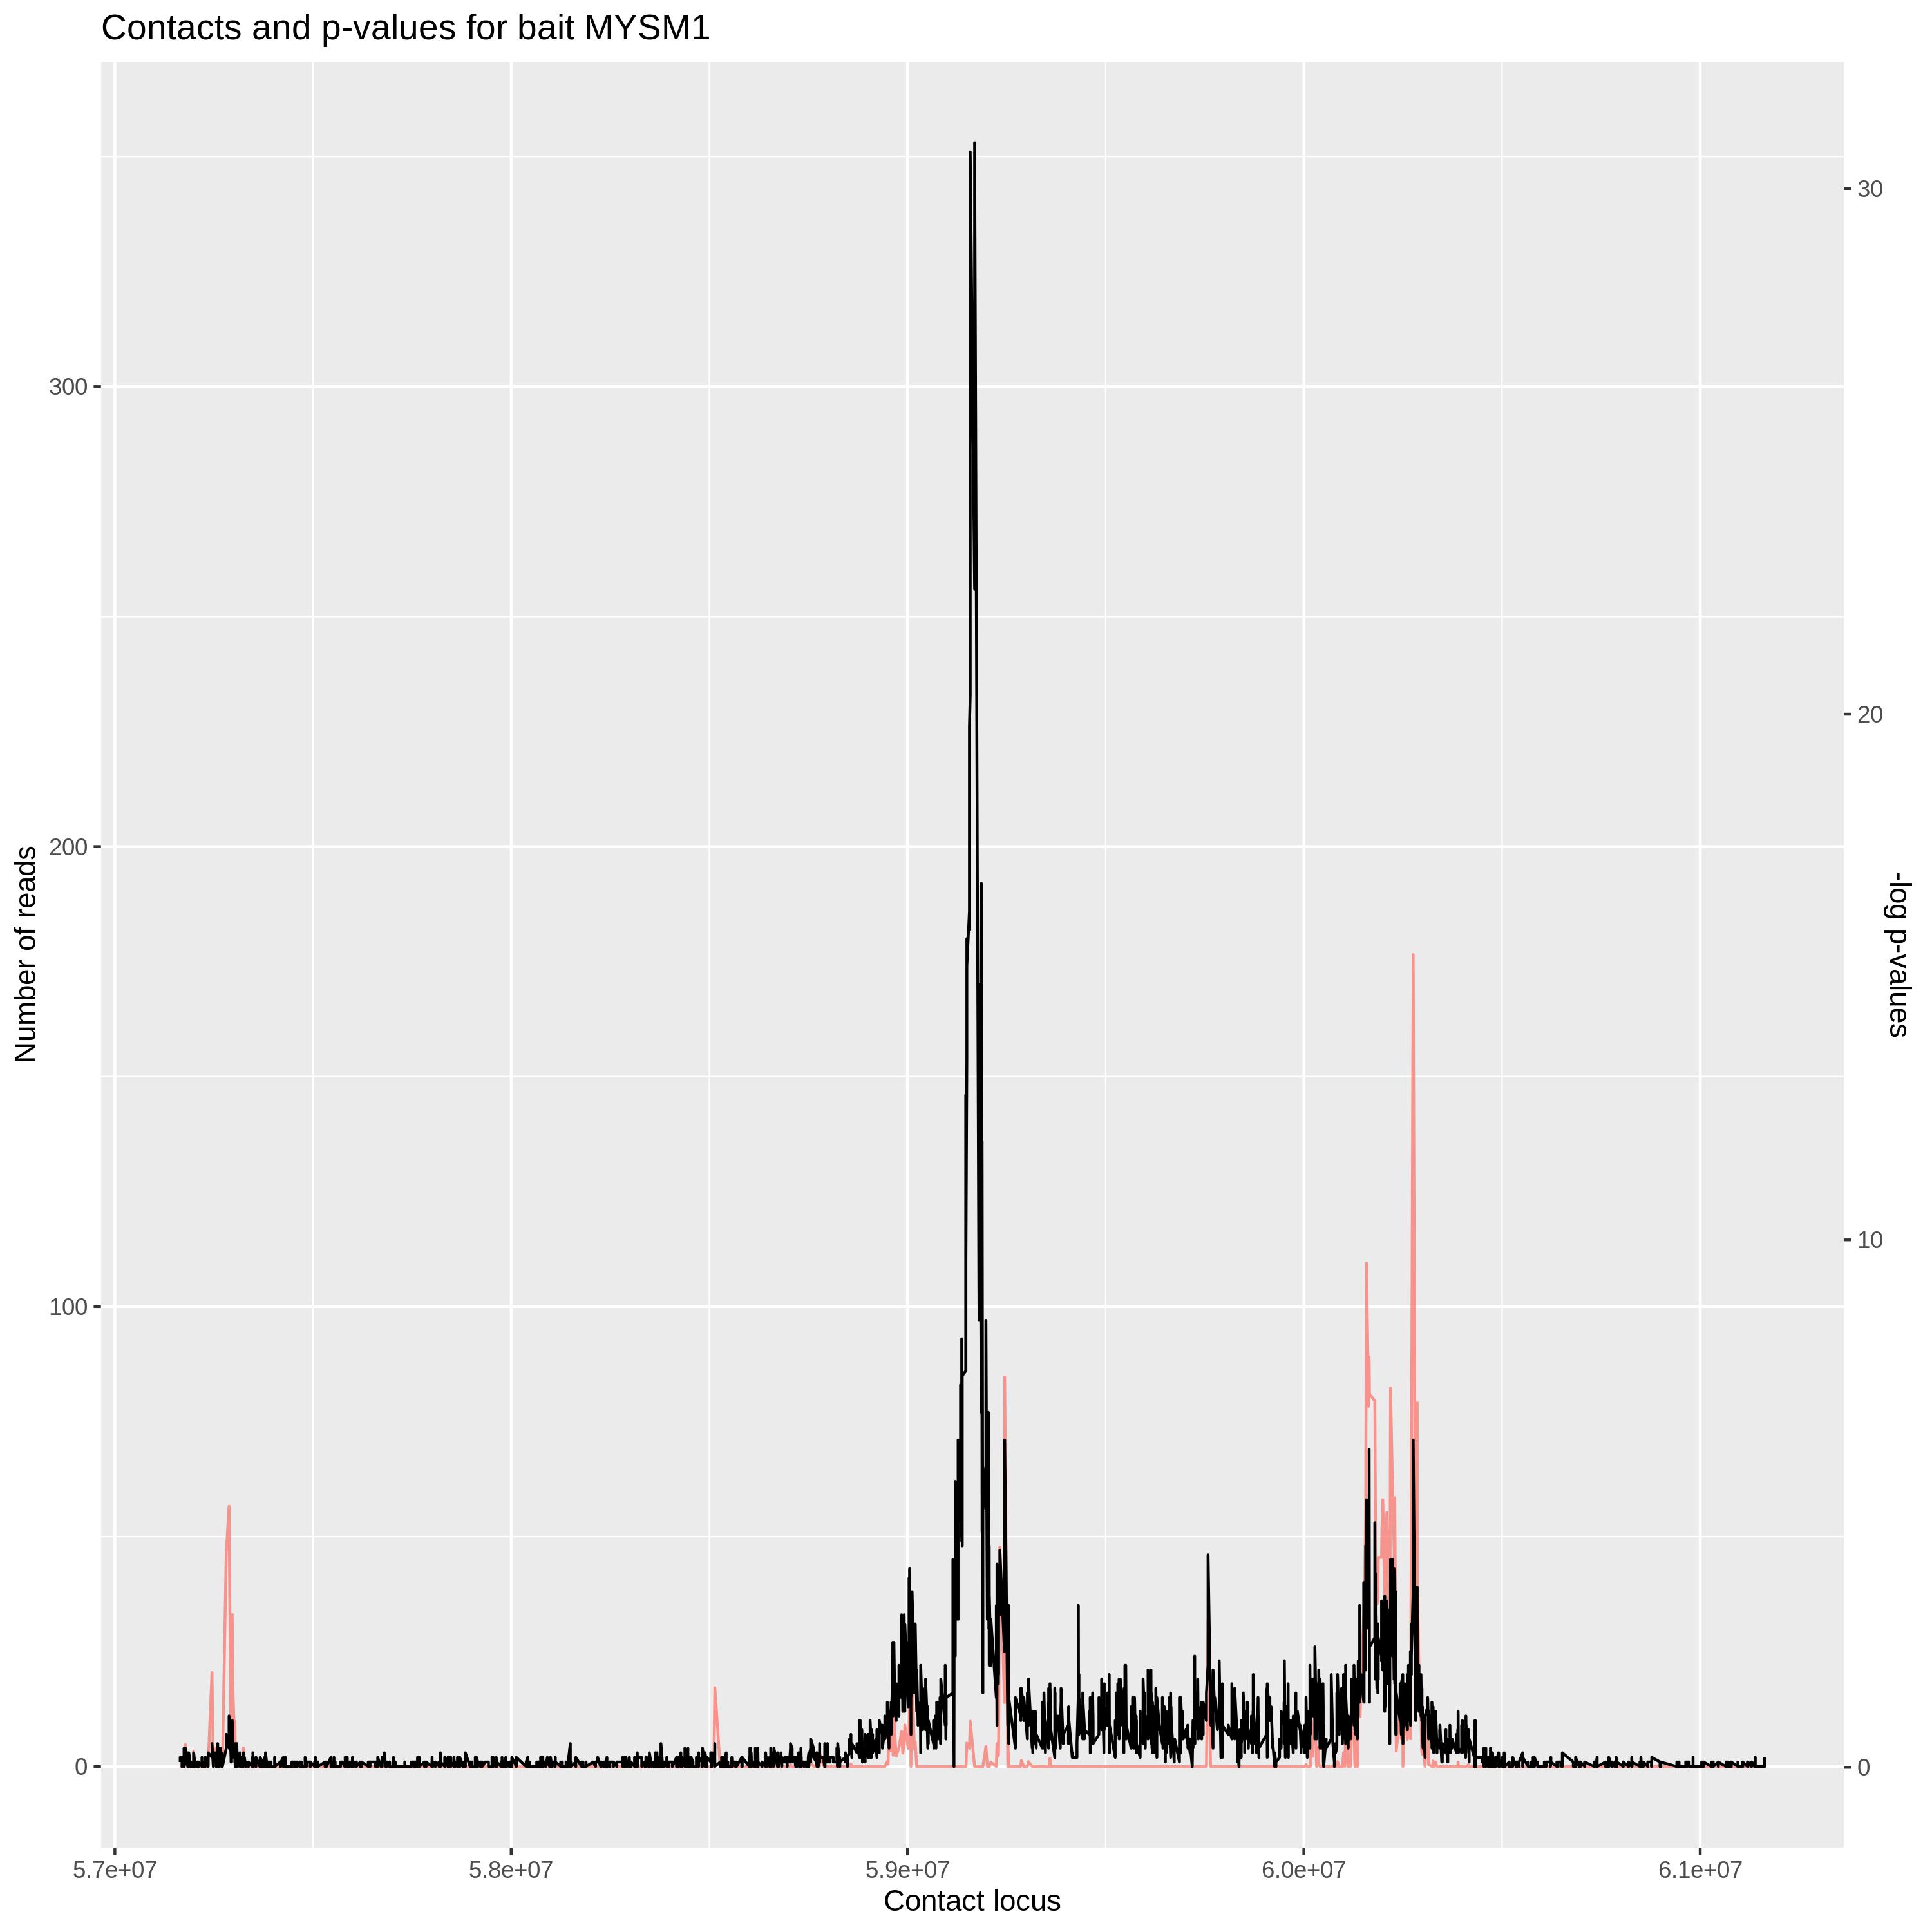 Contacts and p-values for bait MYSM1
Number of reads
300
200
100
0
-log p-values
30
20
10
0
5.7e+07
5.8e+07
5.9e+07
6.0e+07
6.1e+07
Contact locus